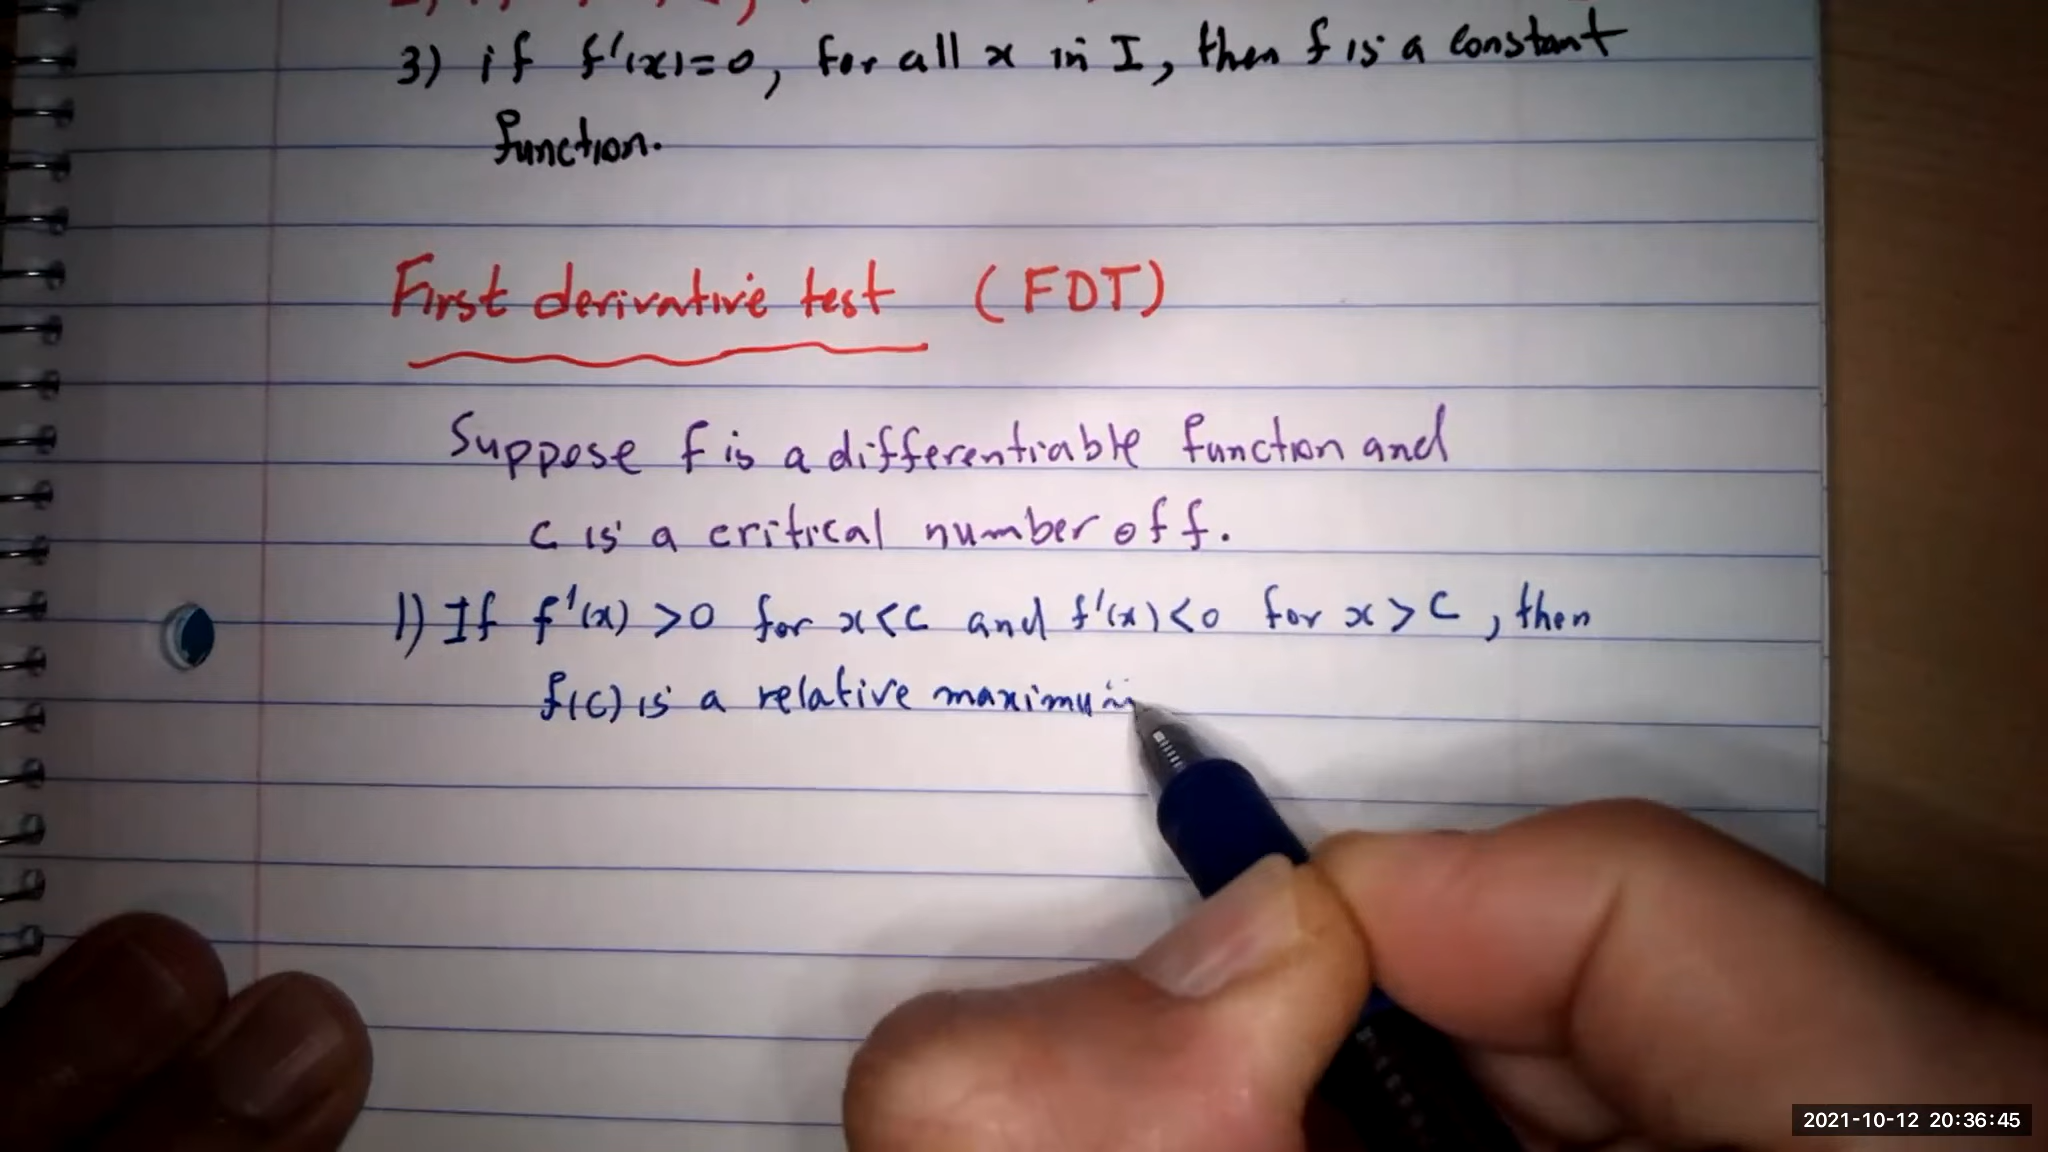 3) if f'(x)=0, for all x in I, then f is a constant
function.
First derivative test (FDT)
Suppose f is a differentiable function and
c is a critical number of f.
1) If f'(x) >0 for x<c and f'(x)<0 for x>c, then
f(c) is a relative maximum
2021-10-12 20:36:45